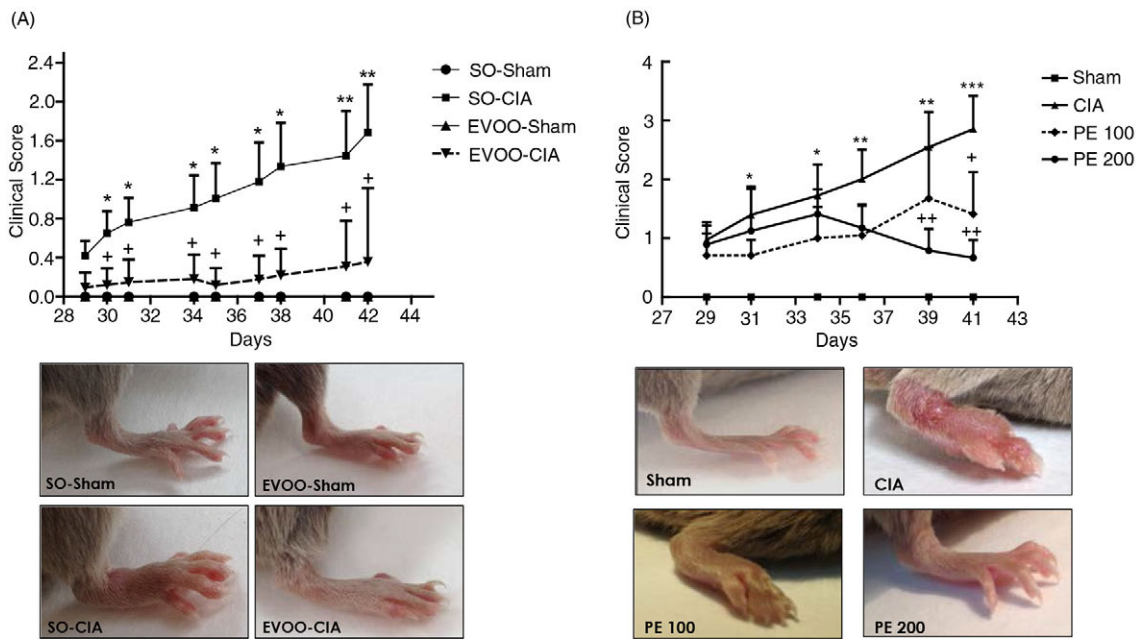 (A)
2.4
2.0
1.6
1.2
0.8
0.4
0.0
Clinical Score
28 30 32 34 36 38 40 42 44
Days
* * * * * * ** **
+ + + + + + + +
SO-Sham
SO-CIA
EVOO-Sham
EVOO-CIA
SO-Sham
EVOO-Sham
SO-CIA
EVOO-CIA
(B)
4
3
2
1
0
Clinical Score
27 29 31 33 35 37 39 41 43
Days
* * ** ** ***
+
++ ++
Sham
CIA
PE 100
PE 200
Sham
CIA
PE 100
PE 200